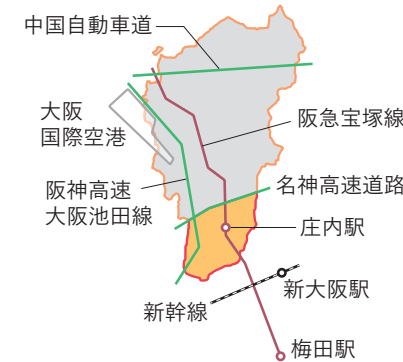 中国自動車道
大阪
国際空港
阪急宝塚線
阪神高速
大阪池田線
名神高速道路
庄内駅
新大阪駅
新幹線
梅田駅